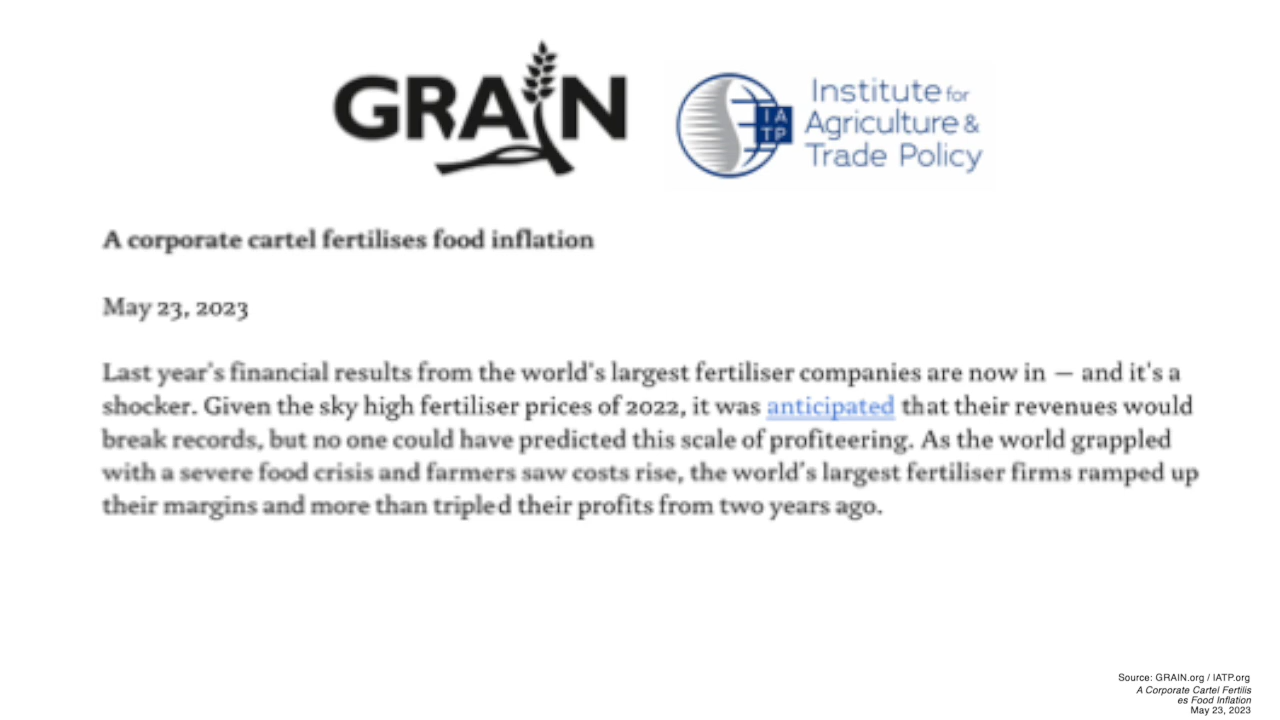 GRAIN
IA
TP
Institute for
Agriculture &
Trade Policy
A corporate cartel fertilises food inflation
May 23, 2023
Last year's financial results from the world's largest fertiliser companies are now in — and it's a
shocker. Given the sky high fertiliser prices of 2022, it was anticipated that their revenues would
break records, but no one could have predicted this scale of profiteering. As the world grappled
with a severe food crisis and farmers saw costs rise, the world's largest fertiliser firms ramped up
their margins and more than tripled their profits from two years ago.
Source: GRAIN.org / IATP.org
A Corporate Cartel Fertilis
es Food Inflation
May 23, 2023